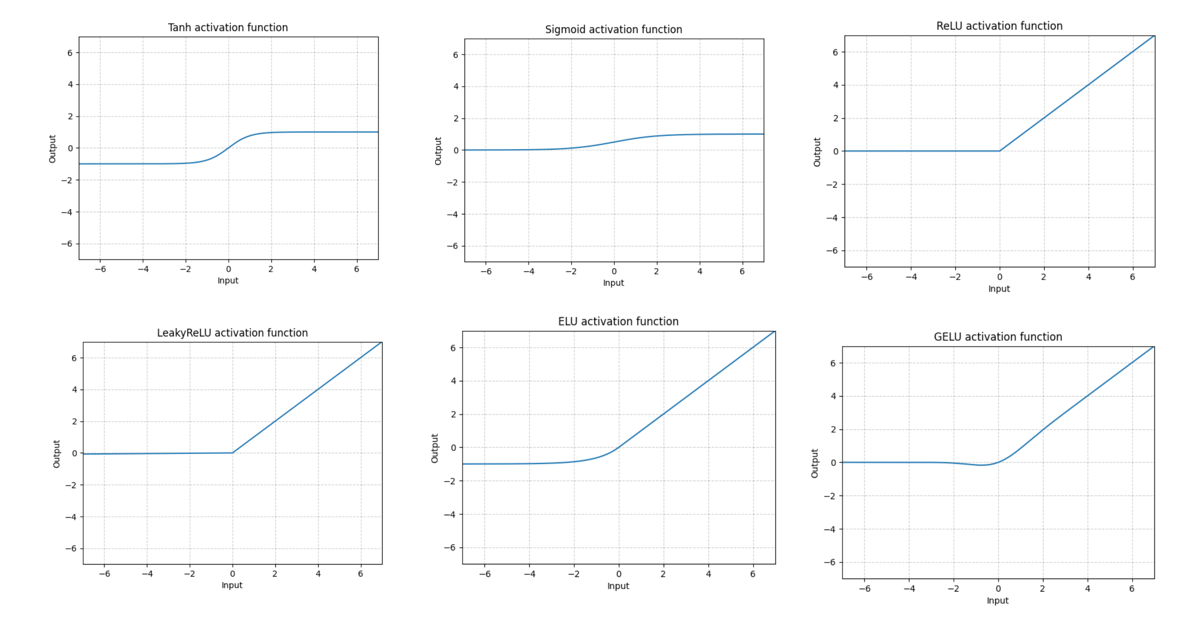 Tanh activation function
6
4
2
0
−2
−4
−6
Output
−6 −4 −2 0 2 4 6
Input
Sigmoid activation function
6
4
2
0
−2
−4
−6
Output
−6 −4 −2 0 2 4 6
Input
ReLU activation function
6
4
2
0
−2
−4
−6
Output
−6 −4 −2 0 2 4 6
Input
LeakyReLU activation function
6
4
2
0
−2
−4
−6
Output
−6 −4 −2 0 2 4 6
Input
ELU activation function
6
4
2
0
−2
−4
−6
Output
−6 −4 −2 0 2 4 6
Input
GELU activation function
6
4
2
0
−2
−4
−6
Output
−6 −4 −2 0 2 4 6
Input